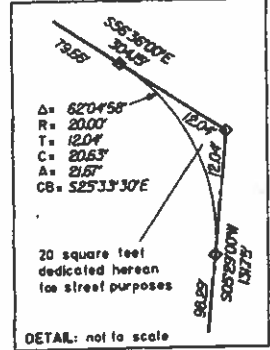 S56°36'00"E
304.15'
79.66'
12.04'
12.04'
Δ= 62°04'58"
R= 20.00'
T= 12.04'
C= 20.63'
A= 21.67'
CB= S25°33'30"E
S05°29'00"W
131.75'
98.29'
20 square feet
dedicated hereon
for street purposes
DETAIL: not to scale